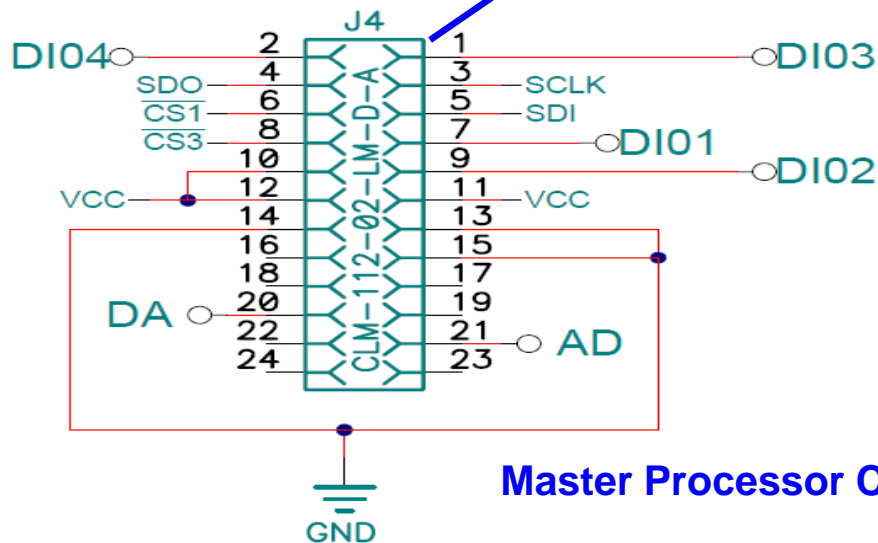 J4
DI04 2 1 DI03
SDO 4 3 SCLK
CS1 6 5 SDI
CS3 8 7 DI01
10 9 DI02
VCC 12 11 VCC
14 13
16 15
18 17
DA 20 19
22 21 AD
24 23
CLM-112-02-LM-D-A
Master Processor C
GND